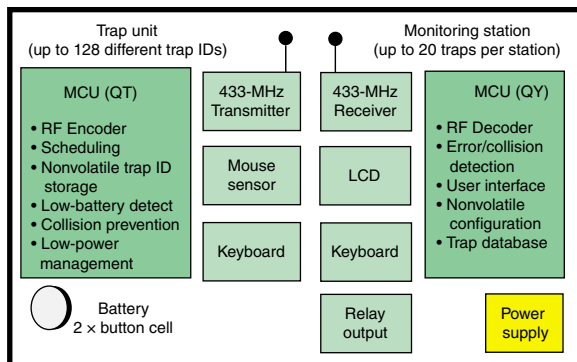 Trap unit
(up to 128 different trap IDs)
Monitoring station
(up to 20 traps per station)
MCU (QT)
• RF Encoder
• Scheduling
• Nonvolatile trap ID
storage
• Low-battery detect
• Collision prevention
• Low-power
management
433-MHz
Transmitter
Mouse
sensor
Keyboard
433-MHz
Receiver
LCD
Keyboard
Relay
output
MCU (QY)
• RF Decoder
• Error/collision
detection
• User interface
• Nonvolatile
configuration
• Trap database
Battery
2 × button cell
Power
supply